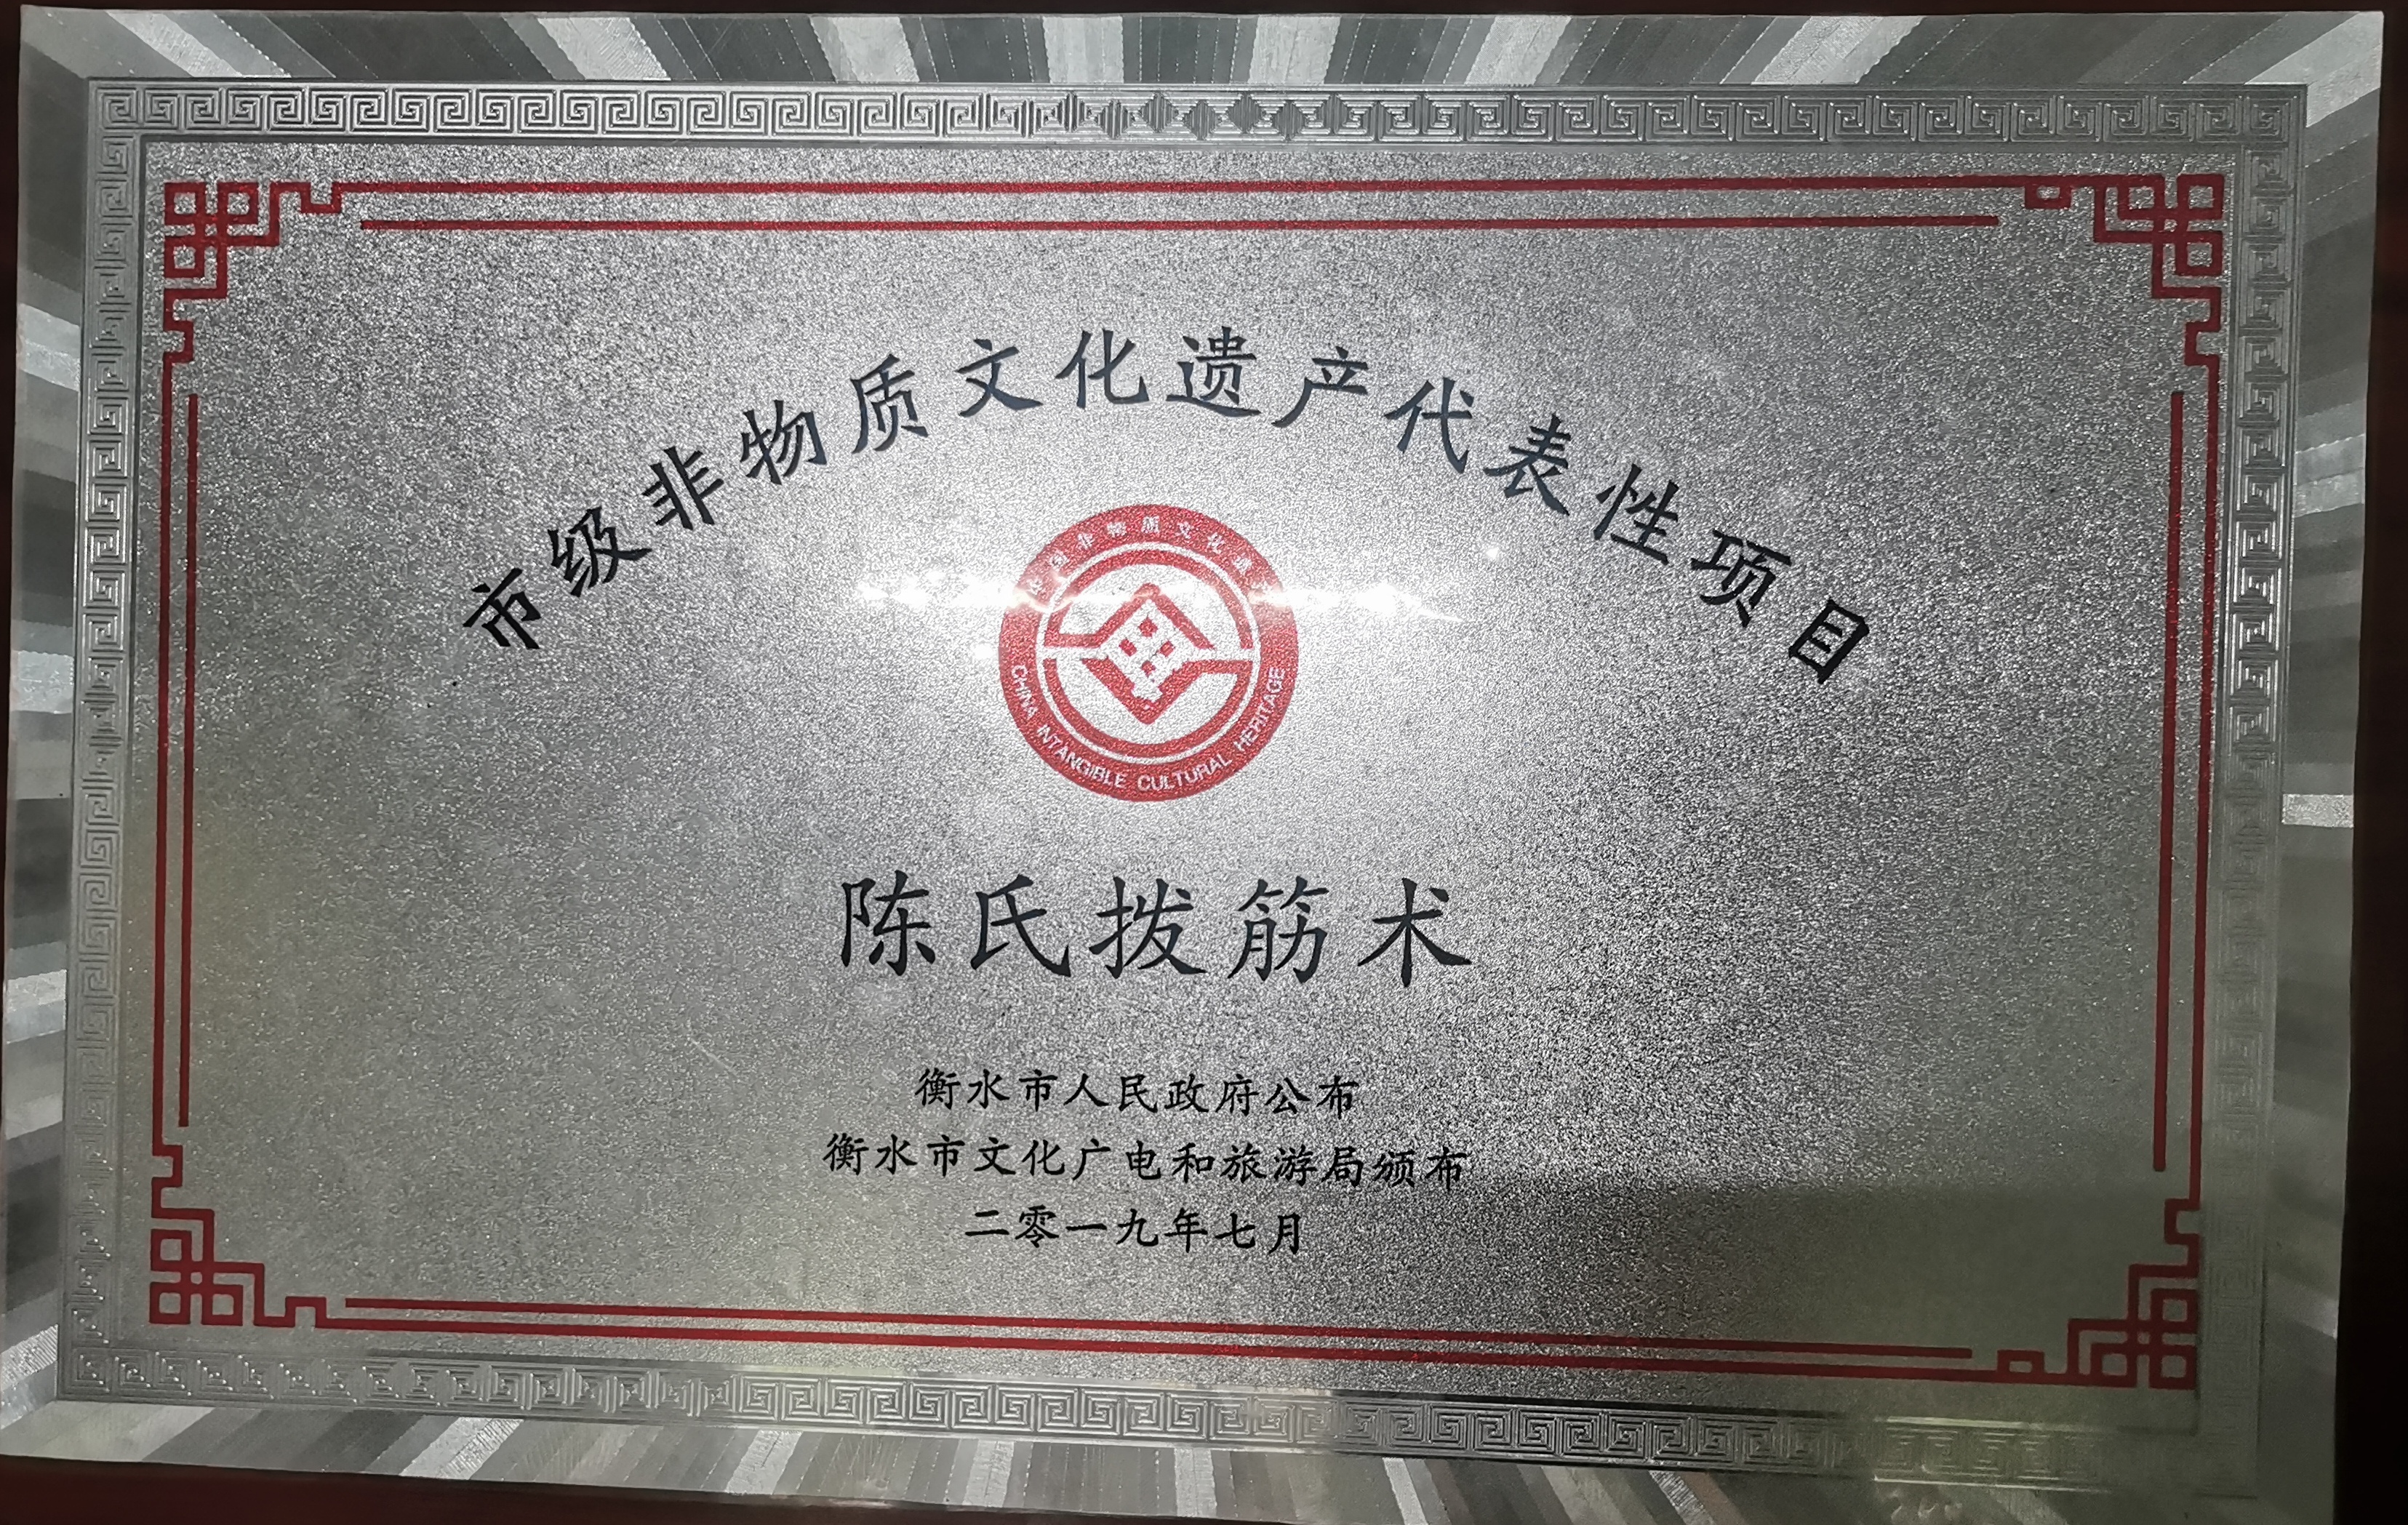 市级非物质文化遗产代表性项目
CHINA INTANGIBLE CULTURAL HERITAGE
陈氏拨筋术
衡水市人民政府公布
衡水市文化广电和旅游局颁布
二零一九年七月